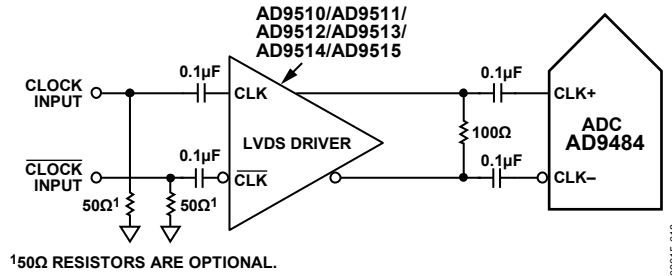 AD9510/AD9511/
AD9512/AD9513/
AD9514/AD9515
CLOCK
INPUT
0.1µF
CLK
LVDS DRIVER
0.1µF
CLK+
ADC
AD9484
100Ω
CLOCK
INPUT
0.1µF
CLK
0.1µF
CLK–
50Ω1
50Ω1
150Ω RESISTORS ARE OPTIONAL.